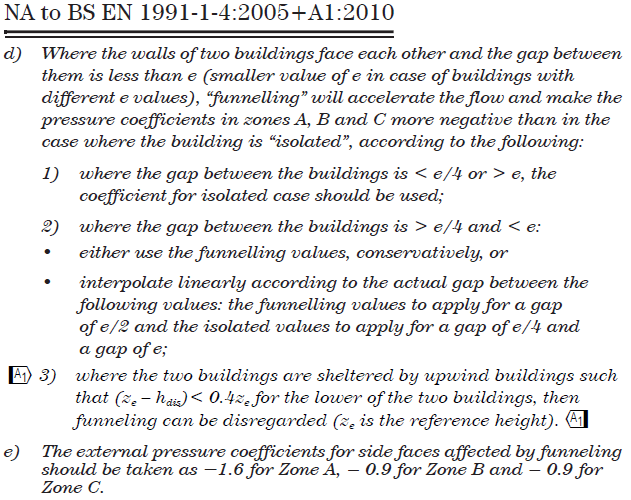 NA to BS EN 1991-1-4:2005+A1:2010
d) Where the walls of two buildings face each other and the gap between
them is less than e (smaller value of e in case of buildings with
different e values), “funnelling” will accelerate the flow and make the
pressure coefficients in zones A, B and C more negative than in the
case where the building is “isolated”, according to the following:
1) where the gap between the buildings is < e/4 or > e, the
coefficient for isolated case should be used;
2) where the gap between the buildings is > e/4 and < e:
• either use the funnelling values, conservatively, or
• interpolate linearly according to the actual gap between the
following values: the funnelling values to apply for a gap
of e/2 and the isolated values to apply for a gap of e/4 and
a gap of e;
A1 3) where the two buildings are sheltered by upwind buildings such
that (ze – hdis)< 0.4ze for the lower of the two buildings, then
funneling can be disregarded (ze is the reference height). A1
e) The external pressure coefficients for side faces affected by funneling
should be taken as −1.6 for Zone A, – 0.9 for Zone B and – 0.9 for
Zone C.